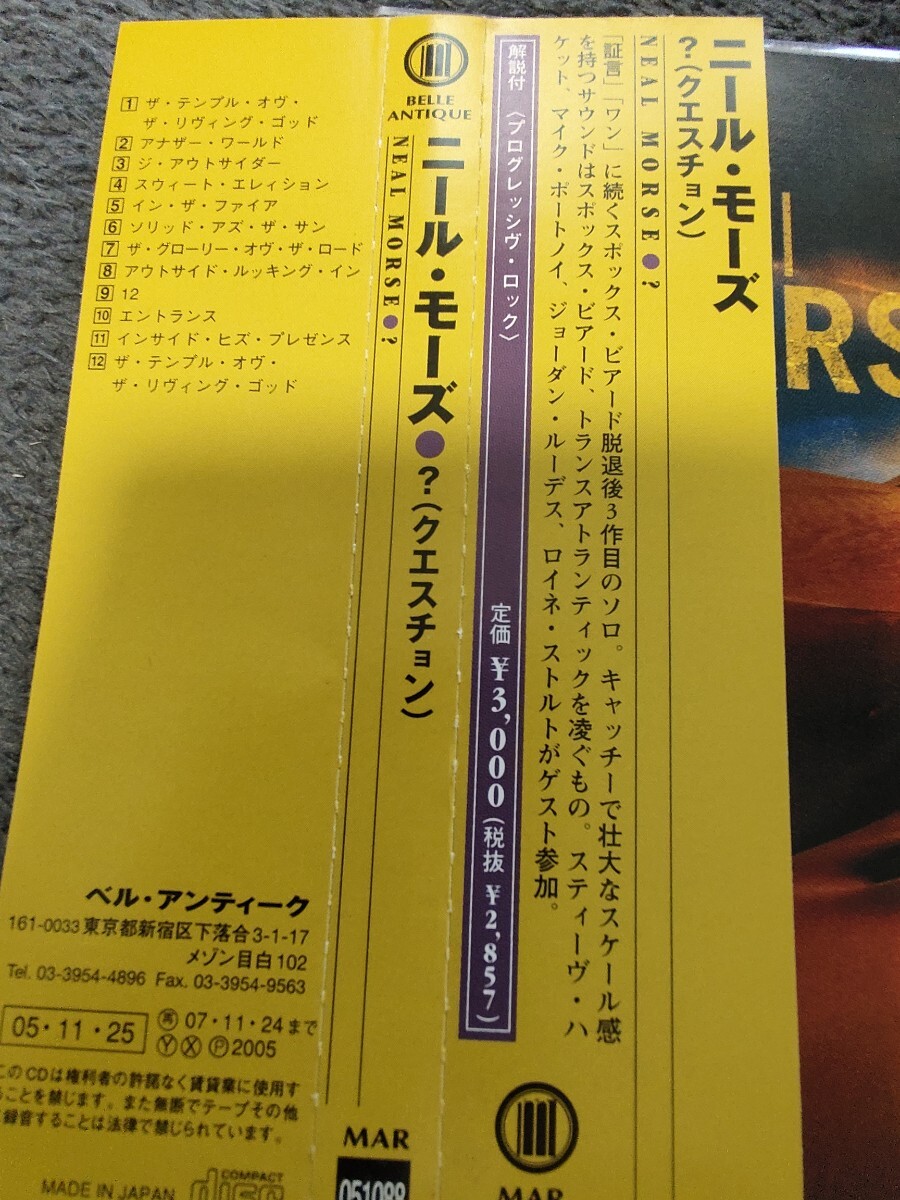 1 ザ・テンプル・オヴ・
ザ・リヴィング・ゴッド
2 アナザー・ワールド
3 ジ・アウトサイダー
4 スウィート・エレイション
5 イン・ザ・ファイア
6 ソリッド・アズ・ザ・サン
7 ザ・グローリー・オヴ・ザ・ロード
8 アウトサイド・ルッキング・イン
9 12
10 エントランス
11 インサイド・ヒズ・プレゼンス
12 ザ・テンプル・オヴ・
ザ・リヴィング・ゴッド
ベル・アンティーク
161-0033 東京都新宿区下落合3-1-17
メゾン目白102
Tel. 03-3954-4896 Fax. 03-3954-9563
05・11・25
再 07・11・24まで
Ⓨ Ⓧ Ⓟ 2005
このCDは権利者の許諾なく賃貸業に使用す
ることを禁じます。また無断でテープその他
に録音することは法律で禁じられています。
MADE IN JAPAN
COMPACT
disc
BELLE
ANTIQUE
ニール・モーズ●?(クエスチョン)
NEAL MORSE●?
MAR
051088
解説付 〈プログレッシヴ・ロック〉 定価 ¥3,000(税抜 ¥2,857)
ニール・モーズ
?(クエスチョン)
NEAL MORSE●?
「証言」「ワン」に続くスポックス・ビアード脱退後3作目のソロ。キャッチーで壮大なスケール感
を持つサウンドはスポックス・ビアード、トランスアトランティックを凌ぐもの。スティーヴ・ハ
ケット、マイク・ポートノイ、ジョーダン・ルーデス、ロイネ・ストルトがゲスト参加。
MAR
RS